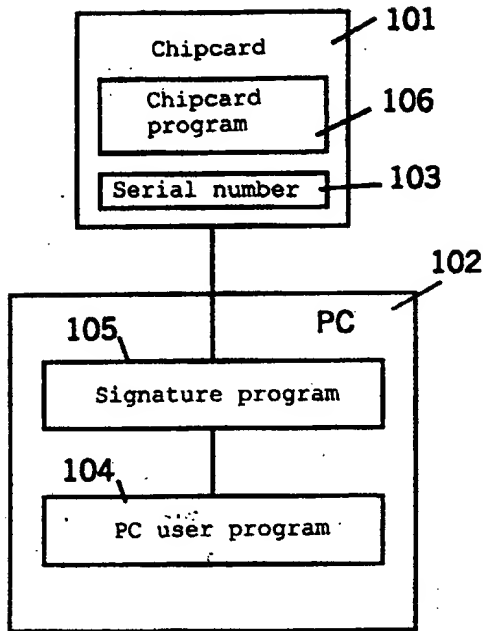 Chipcard
101
Chipcard
program
106
Serial number
103
102
PC
105
Signature program
104
PC user program